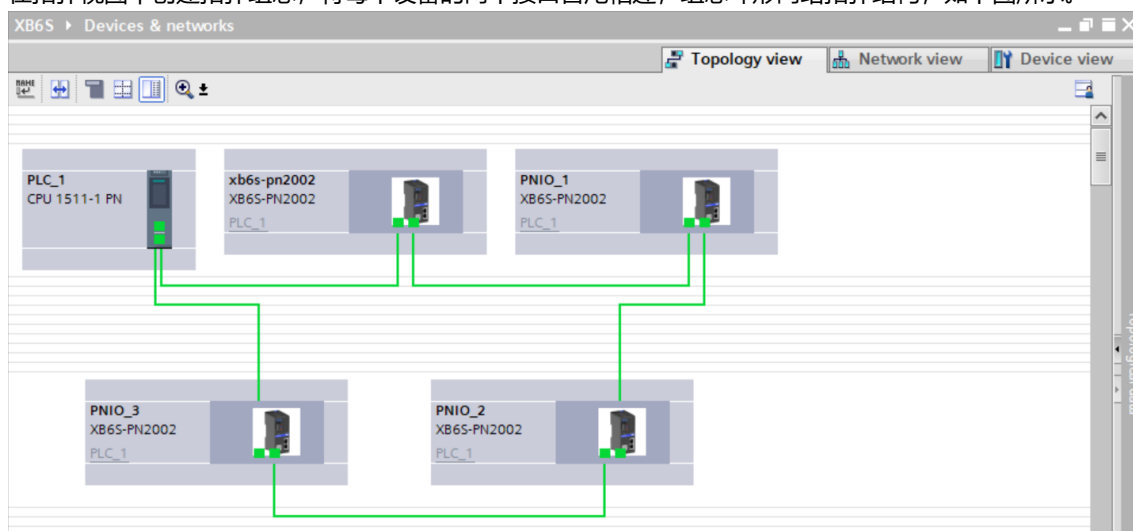 XB6S ▸ Devices & networks
Topology view
Network view
Device view
PLC_1
CPU 1511-1 PN
xb6s-pn2002
XB6S-PN2002
PLC_1
PNIO_1
XB6S-PN2002
PLC_1
PNIO_3
XB6S-PN2002
PLC_1
PNIO_2
XB6S-PN2002
PLC_1